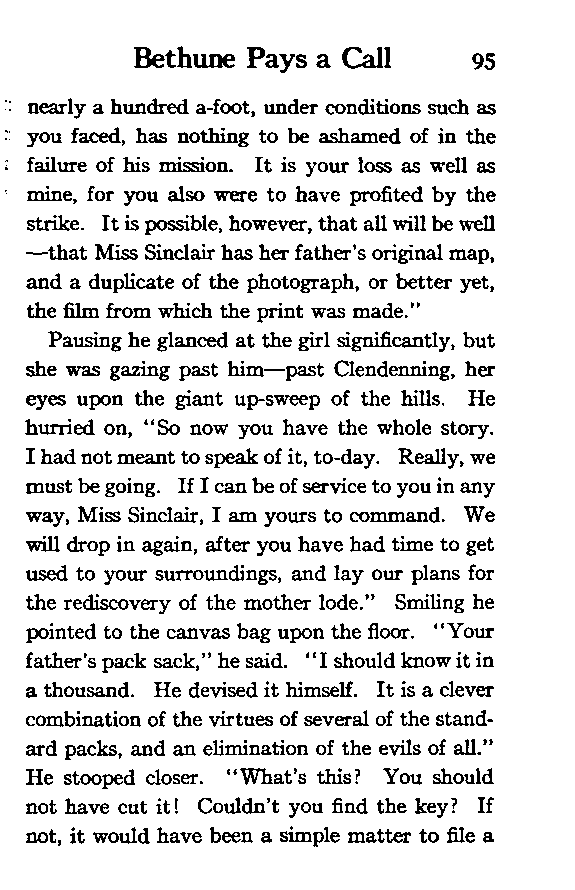 Bethune Pays a Call 95
nearly a hundred a-foot, under conditions such as
you faced, has nothing to be ashamed of in the
failure of his mission. It is your loss as well as
mine, for you also were to have profited by the
strike. It is possible, however, that all will be well
—that Miss Sinclair has her father's original map,
and a duplicate of the photograph, or better yet,
the film from which the print was made."
Pausing he glanced at the girl significantly, but
she was gazing past him—past Clendenning, her
eyes upon the giant up-sweep of the hills. He
hurried on, "So now you have the whole story.
I had not meant to speak of it, to-day. Really, we
must be going. If I can be of service to you in any
way, Miss Sinclair, I am yours to command. We
will drop in again, after you have had time to get
used to your surroundings, and lay our plans for
the rediscovery of the mother lode." Smiling he
pointed to the canvas bag upon the floor. "Your
father's pack sack," he said. "I should know it in
a thousand. He devised it himself. It is a clever
combination of the virtues of several of the stand-
ard packs, and an elimination of the evils of all."
He stooped closer. "What's this? You should
not have cut it! Couldn't you find the key? If
not, it would have been a simple matter to file a